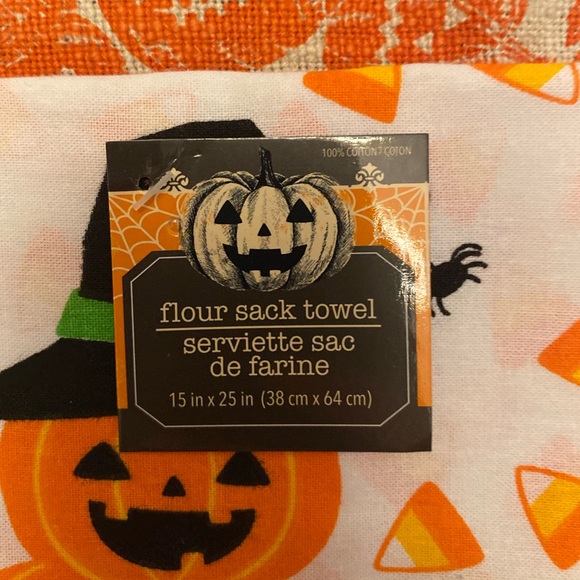 100% COTTON / COTON
flour sack towel
serviette sac
de farine
15 in x 25 in (38 cm x 64 cm)